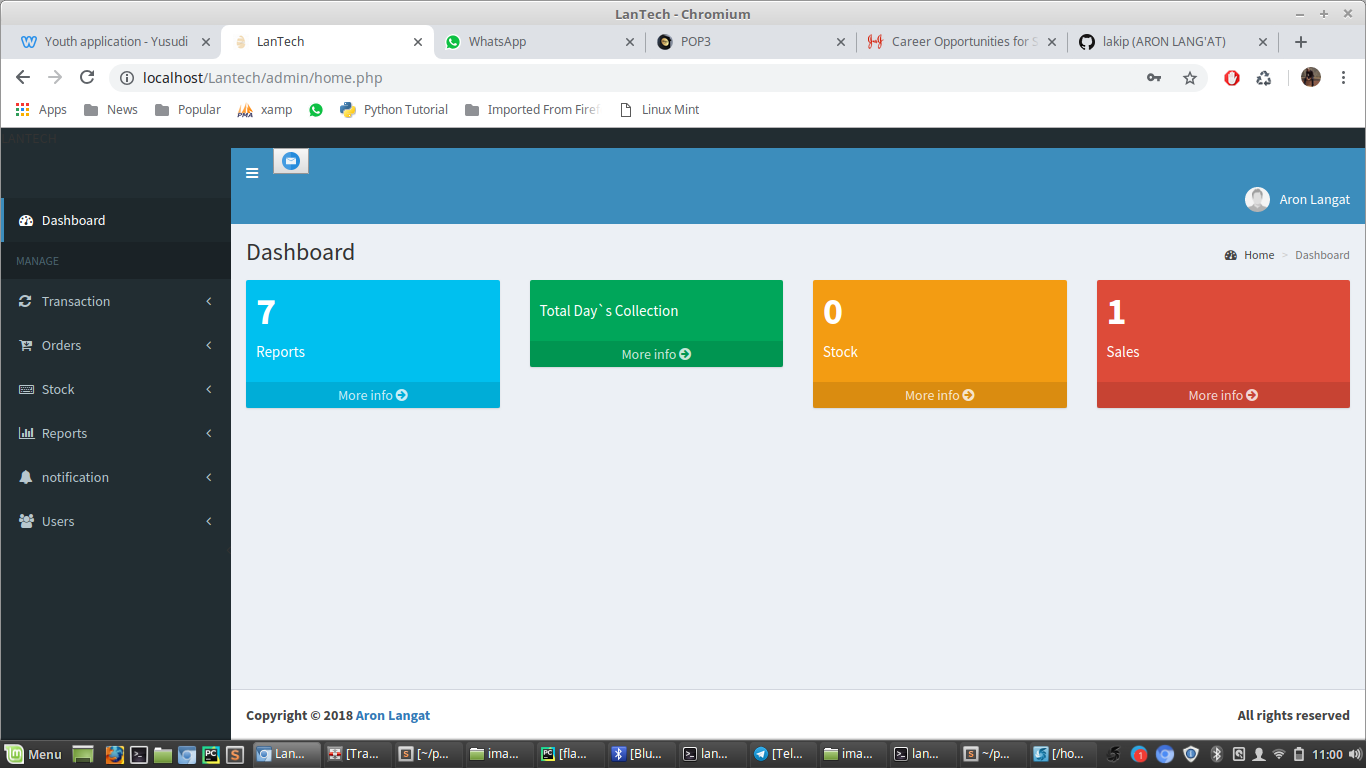 LanTech - Chromium
Youth application - Yusudi
LanTech
WhatsApp
POP3
Career Opportunities for S
lakip (ARON LANG'AT)
localhost/Lantech/admin/home.php
Apps
News
Popular
xamp
Python Tutorial
Imported From Firef
Linux Mint
LANTECH
Aron Langat
Dashboard
MANAGE
Transaction
Orders
Stock
Reports
notification
Users
Dashboard
Home > Dashboard
7
Reports
More info
Total Day`s Collection
More info
0
Stock
More info
1
Sales
More info
Copyright © 2018 Aron Langat
All rights reserved
Menu
Lan...
[Tra...
[~/p...
ima...
[fla...
[Blu...
lan...
[Tel...
ima...
lan...
~/p...
[/ho...
1
11:00